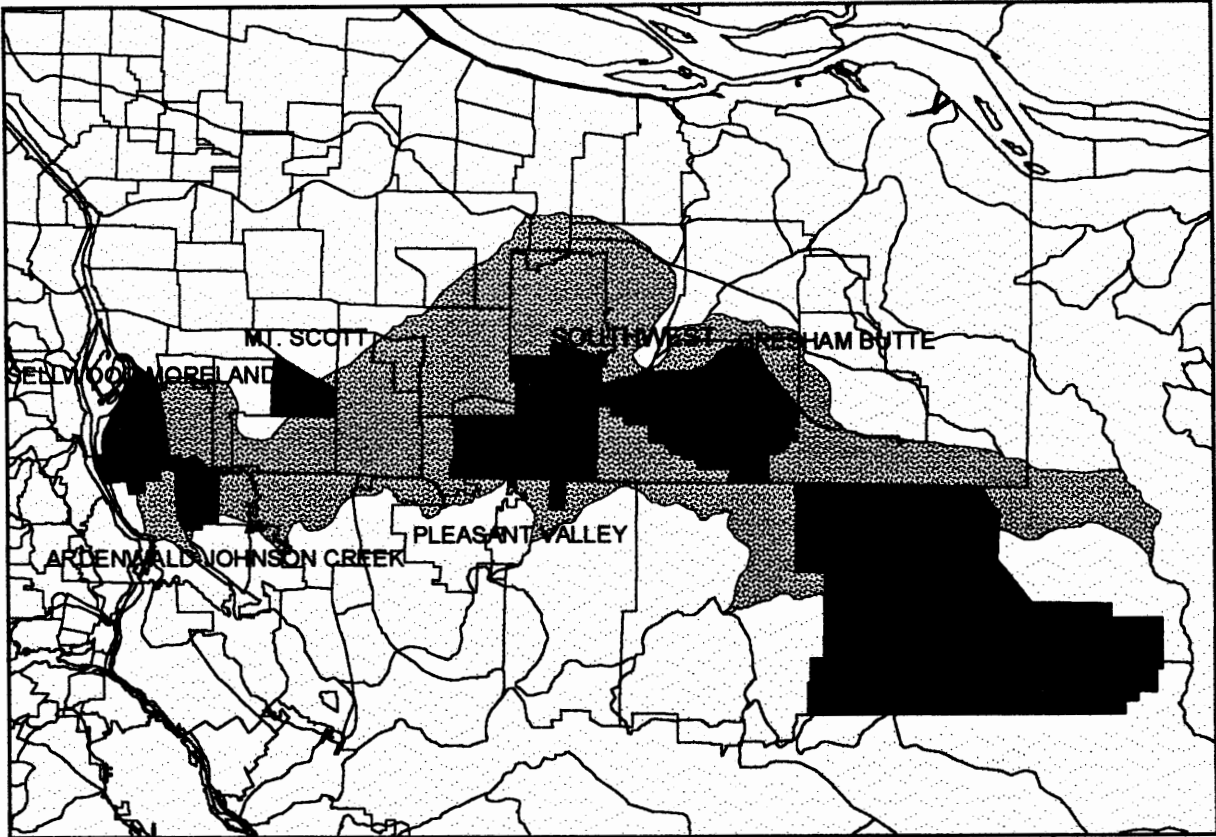 MT. SCOTT
SOUTHWEST
GRESHAM BUTTE
SELLWOOD-MORELAND
PLEASANT VALLEY
ARDENWALD-JOHNSON CREEK